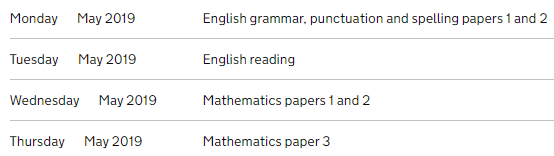 Monday May 2019 English grammar, punctuation and spelling papers 1 and 2
Tuesday May 2019 English reading
Wednesday May 2019 Mathematics papers 1 and 2
Thursday May 2019 Mathematics paper 3